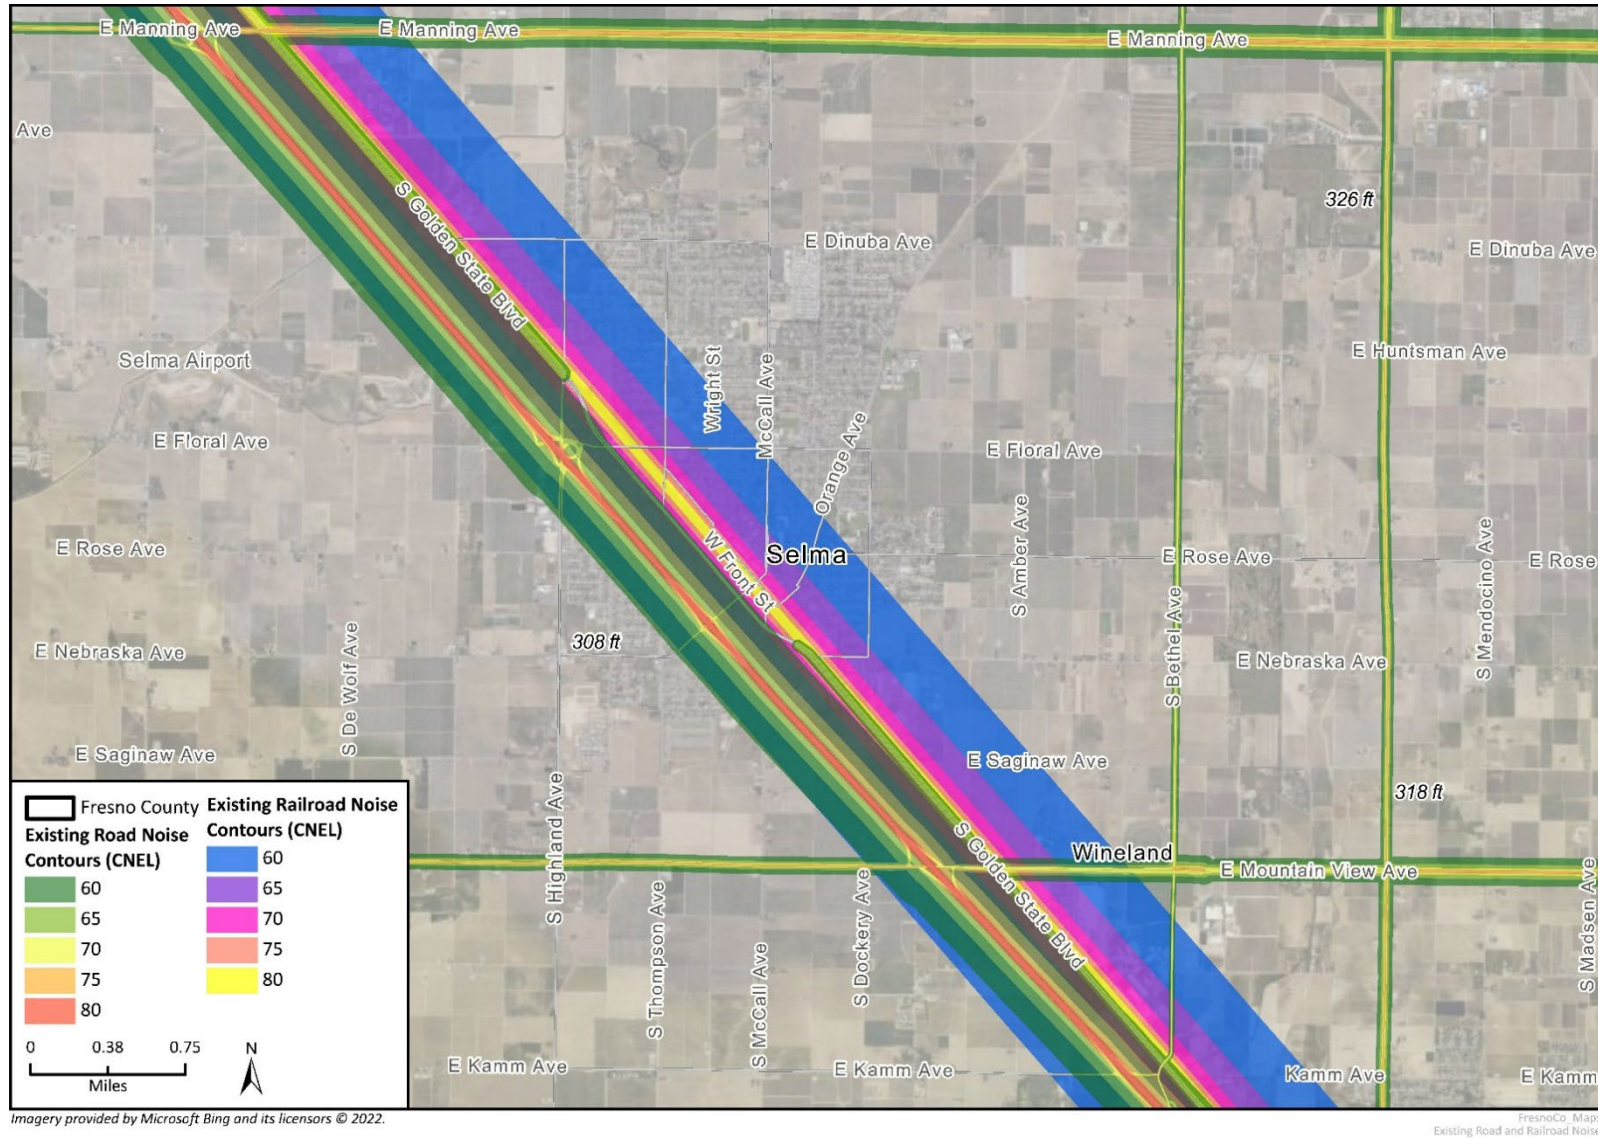 E Manning Ave
E Manning Ave
E Manning Ave
Ave
S Golden State Blvd
326 ft
E Dinuba Ave
E Dinuba Ave
Selma Airport
Wright St
McCall Ave
E Huntsman Ave
E Floral Ave
Orange Ave
E Floral Ave
E Rose Ave
W Front St
Selma
S Amber Ave
E Rose Ave
S Mendocino Ave
E Rose
308 ft
E Nebraska Ave
S De Wolf Ave
S Bethel Ave
E Nebraska Ave
E Saginaw Ave
E Saginaw Ave
318 ft
S Highland Ave
S Golden State Blvd
Wineland
E Mountain View Ave
S Thompson Ave
S McCall Ave
S Dockery Ave
S Madsen Ave
E Kamm Ave
E Kamm Ave
Kamm Ave
E Kamm
Fresno County
Existing Road Noise
Contours (CNEL)
60
65
70
75
80
Existing Railroad Noise
Contours (CNEL)
60
65
70
75
80
0 0.38 0.75
Miles
N
Imagery provided by Microsoft Bing and its licensors © 2022.
FresnoCo_Maps
Existing Road and Railroad Noise